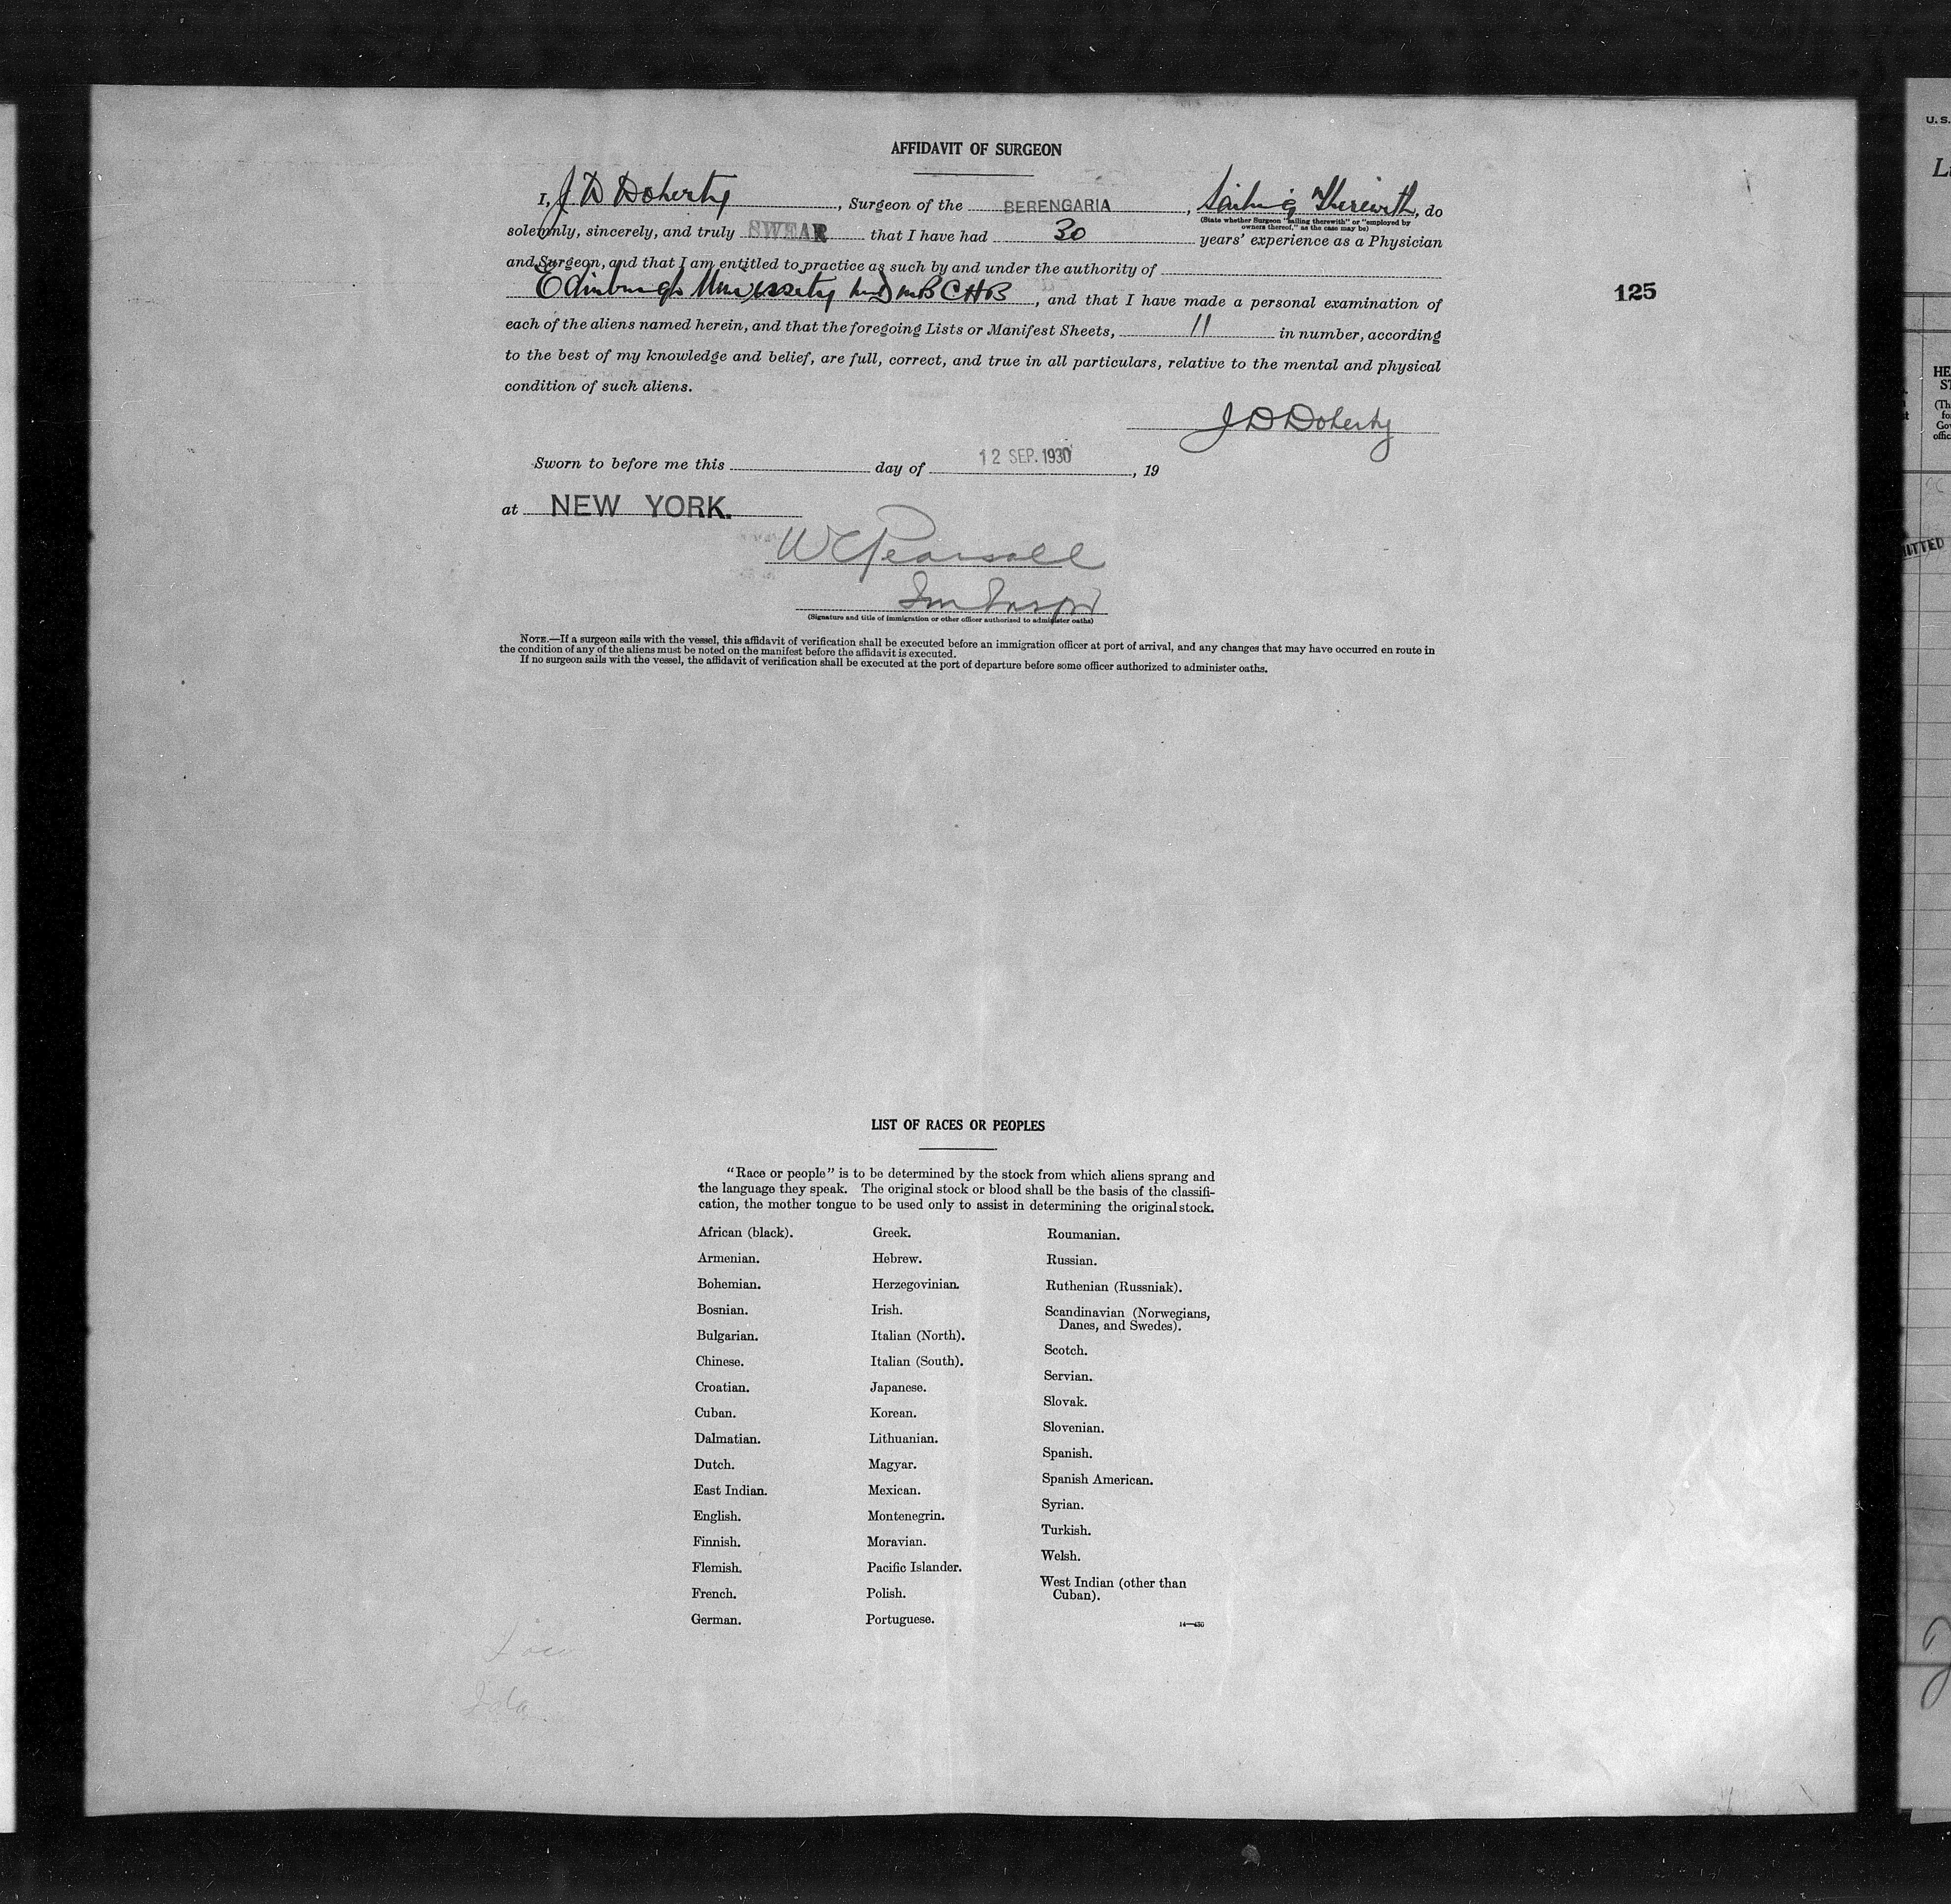 AFFIDAVIT OF SURGEON
I, J D Doherty, Surgeon of the BERENGARIA, Sailing Therewith, do
(State whether Surgeon "sailing therewith" or "employed by
owners thereof," as the case may be)
solemnly, sincerely, and truly SWEAR that I have had 30 years' experience as a Physician
and Surgeon, and that I am entitled to practice as such by and under the authority of
Edinburgh University MD MB CHB, and that I have made a personal examination of
125
each of the aliens named herein, and that the foregoing Lists or Manifest Sheets, 11 in number, according
to the best of my knowledge and belief, are full, correct, and true in all particulars, relative to the mental and physical
condition of such aliens.
J D Doherty
Sworn to before me this day of 12 SEP. 1930, 19
at NEW YORK.
W C Pearsall
Im Inspr
(Signature and title of immigration or other officer authorized to administer oaths)
NOTE.—If a surgeon sails with the vessel, this affidavit of verification shall be executed before an immigration officer at port of arrival, and any changes that may have occurred en route in
the condition of any of the aliens must be noted on the manifest before the affidavit is executed.
If no surgeon sails with the vessel, the affidavit of verification shall be executed at the port of departure before some officer authorized to administer oaths.
LIST OF RACES OR PEOPLES
"Race or people" is to be determined by the stock from which aliens sprang and
the language they speak. The original stock or blood shall be the basis of the classifi-
cation, the mother tongue to be used only to assist in determining the original stock.
African (black).
Armenian.
Bohemian.
Bosnian.
Bulgarian.
Chinese.
Croatian.
Cuban.
Dalmatian.
Dutch.
East Indian.
English.
Finnish.
Flemish.
French.
German.
Greek.
Hebrew.
Herzegovinian.
Irish.
Italian (North).
Italian (South).
Japanese.
Korean.
Lithuanian.
Magyar.
Mexican.
Montenegrin.
Moravian.
Pacific Islander.
Polish.
Portuguese.
Roumanian.
Russian.
Ruthenian (Russniak).
Scandinavian (Norwegians,
Danes, and Swedes).
Scotch.
Servian.
Slovak.
Slovenian.
Spanish.
Spanish American.
Syrian.
Turkish.
Welsh.
West Indian (other than
Cuban).
14—430
U.S.